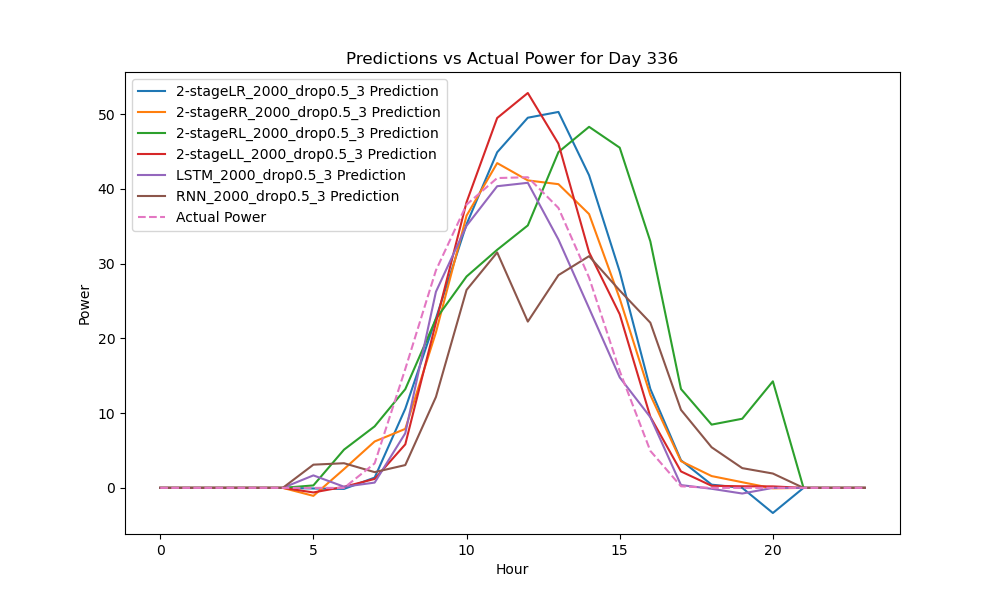 Predictions vs Actual Power for Day 336
2-stageLR_2000_drop0.5_3 Prediction
2-stageRR_2000_drop0.5_3 Prediction
2-stageRL_2000_drop0.5_3 Prediction
2-stageLL_2000_drop0.5_3 Prediction
LSTM_2000_drop0.5_3 Prediction
RNN_2000_drop0.5_3 Prediction
Actual Power
50
40
30
20
10
0
Power
0 5 10 15 20
Hour